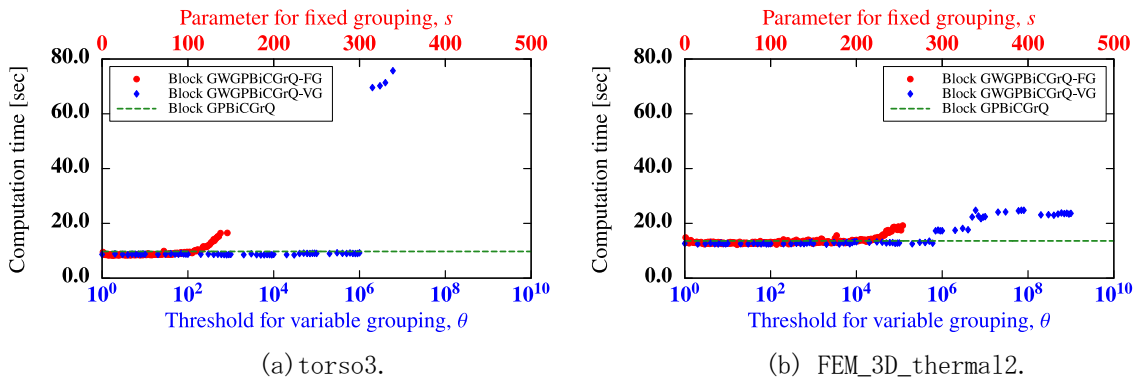 Parameter for fixed grouping, s
0 100 200 300 400 500
80.0
60.0
40.0
20.0
0.0
Computation time [sec]
Block GWGPBiCGrQ-FG
Block GWGPBiCGrQ-VG
Block GPBiCGrQ
10^0 10^2 10^4 10^6 10^8 10^10
Threshold for variable grouping, θ
(a) torso3.
Parameter for fixed grouping, s
0 100 200 300 400 500
80.0
60.0
40.0
20.0
0.0
Computation time [sec]
Block GWGPBiCGrQ-FG
Block GWGPBiCGrQ-VG
Block GPBiCGrQ
10^0 10^2 10^4 10^6 10^8 10^10
Threshold for variable grouping, θ
(b) FEM_3D_thermal2.